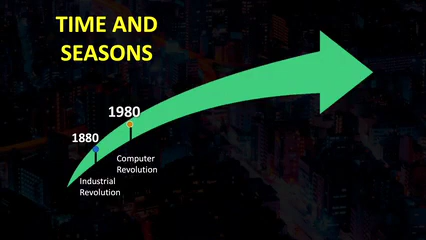 TIME AND
SEASONS
1980
1880
Computer
Revolution
Industrial
Revolution